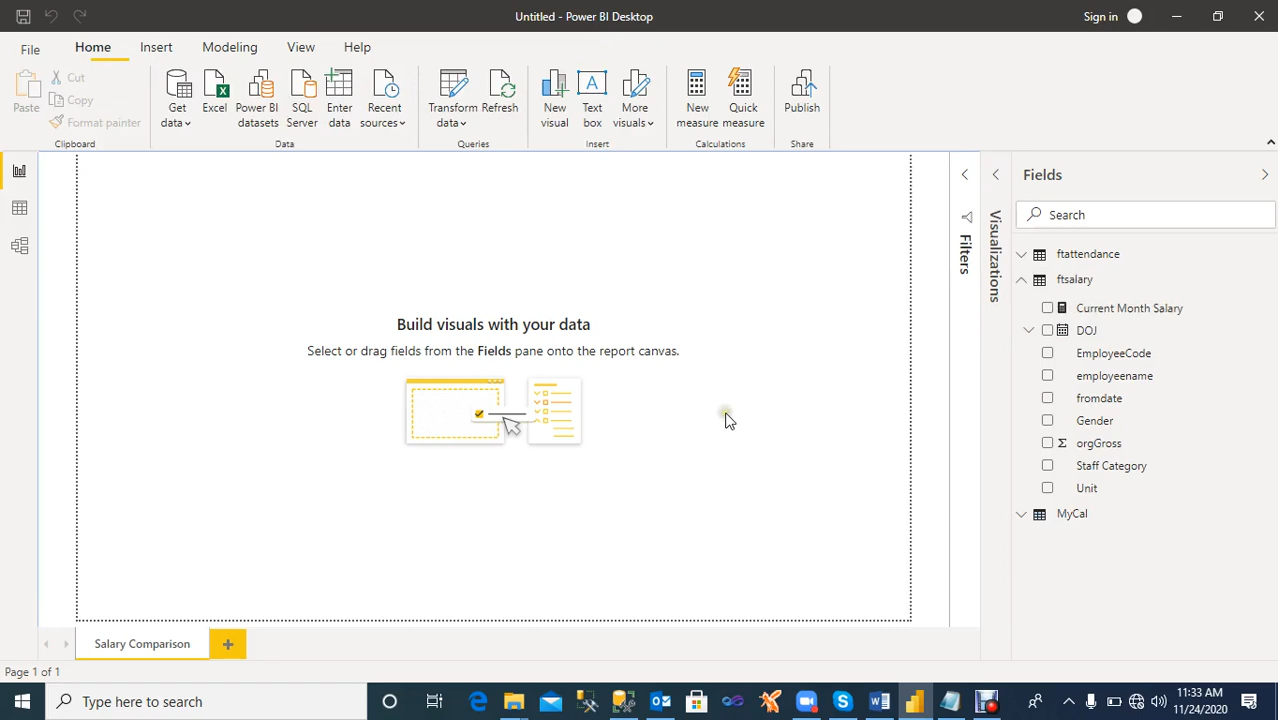 Untitled - Power BI Desktop
Sign in
File
Home
Insert
Modeling
View
Help
Paste
Cut
Copy
Format painter
Get data
Excel
Power BI datasets
SQL Server
Enter data
Recent sources
Transform data
Refresh
New visual
Text box
More visuals
New measure
Quick measure
Publish
Clipboard
Data
Queries
Insert
Calculations
Share
Build visuals with your data
Select or drag fields from the Fields pane onto the report canvas.
Filters
Visualizations
Fields
Search
ftattendance
ftsalary
Current Month Salary
DOJ
EmployeeCode
employeename
fromdate
Gender
Σ orgGross
Staff Category
Unit
MyCal
Salary Comparison
Page 1 of 1
Type here to search
11:33 AM
11/24/2020